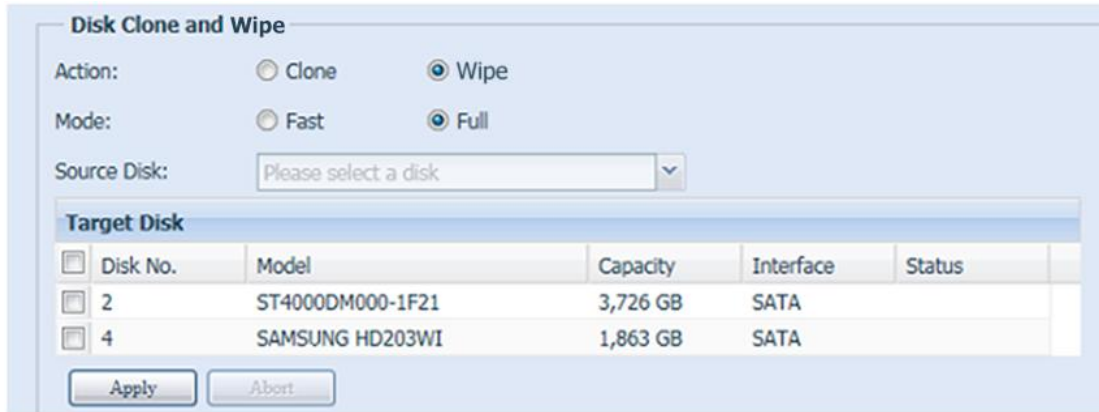 Disk Clone and Wipe
Action: Clone Wipe
Mode: Fast Full
Source Disk: Please select a disk
Target Disk
Disk No. Model Capacity Interface Status
2 ST4000DM000-1F21 3,726 GB SATA
4 SAMSUNG HD203WI 1,863 GB SATA
Apply Abort